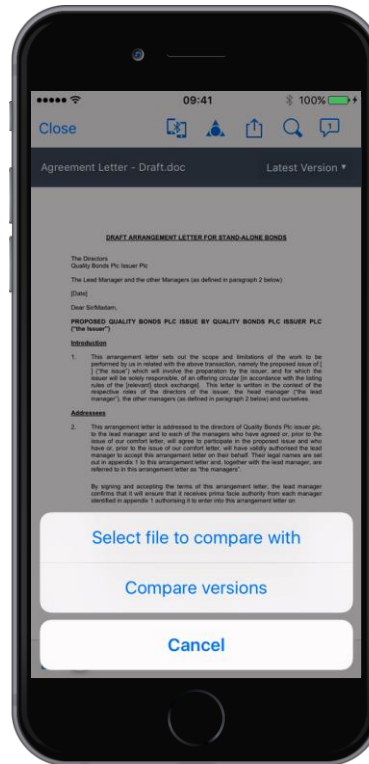 09:41
100%
Close
1
Agreement Letter - Draft.doc
Latest Version
DRAFT ARRANGEMENT LETTER FOR STAND-ALONE BONDS
The Directors
Quality Bonds Plc Issuer Plc
The Lead Manager and the other Managers (as defined in paragraph 2 below)
[Date]
Dear Sir/Madam,
PROPOSED QUALITY BONDS PLC ISSUE BY QUALITY BONDS PLC ISSUER PLC
("the Issuer")
Introduction
1. This arrangement letter sets out the scope and limitations of the work to be
performed by us in related with the above transaction, namely the proposed issue of [
] ("the issue") which will involve the preparation by the issuer, and for which the
issuer will be solely responsible, of an offering circular [in accordance with the listing
rules of the [relevant] stock exchange]. This letter is written in the context of the
respective roles of the directors of the issuer, the head manager ("the lead
manager"), the other managers (as defined in paragraph 2 below) and ourselves.
Addressees
2. This arrangement letter is addressed to the directors of Quality Bonds Plc issuer plc,
to the lead manager and to each of the managers who have agreed or, prior to the
issue of our comfort letter, will agree to participate in the proposed issue and who
have or, prior to the issue of our comfort letter, will have validly authorised the lead
manager to accept this arrangement letter on their behalf. Their legal names are set
out in appendix 1 to this arrangement letter and, together with the lead manager, are
referred to in this arrangement letter as "the managers".
By signing and accepting the terms of this arrangement letter, the lead manager
confirms that it will ensure that it receives prima facie authority from each manager
identified in appendix 1 authorising it to enter into this arrangement letter on
Select file to compare with
Compare versions
Cancel